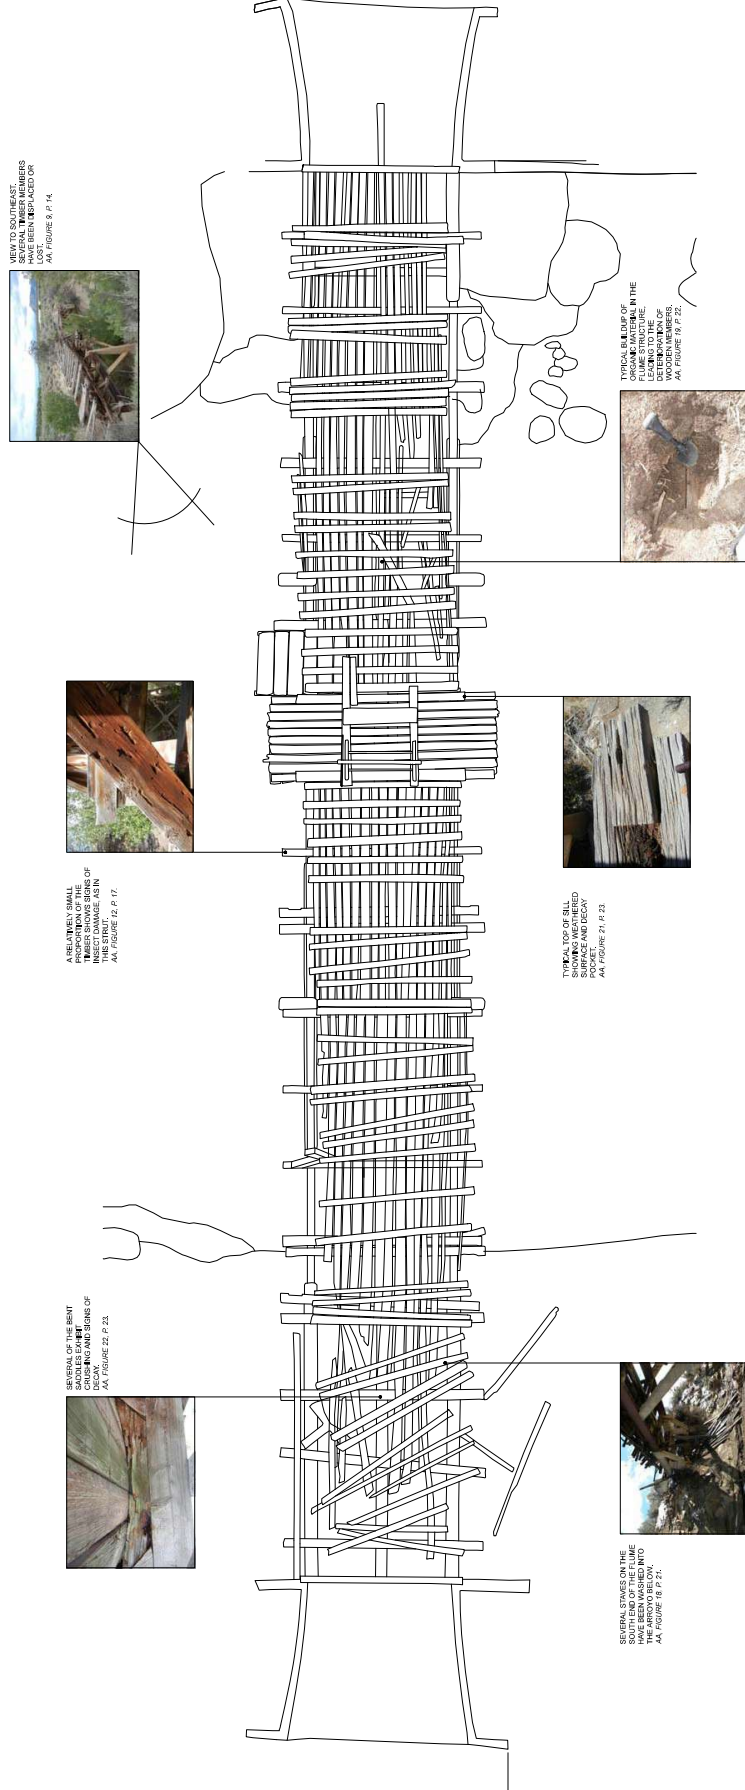 VIEW TO SOUTHEAST.
SEVERAL TIMBER MEMBERS
HAVE BEEN DISPLACED OR
LOST.
AA, FIGURE 9, P. 14.
TYPICAL BUILDUP OF
ORGANIC MATERIAL IN THE
FLUME STRUCTURE,
LEADING TO THE
DETERIORATION OF
WOODEN MEMBERS.
AA, FIGURE 19, P. 22.
A RELATIVELY SMALL
PROPORTION OF THE
TIMBER SHOWS SIGNS OF
INSECT DAMAGE, AS IN
THIS STRUT.
AA, FIGURE 12, P. 17.
TYPICAL TOP OF SILL
SHOWING WEATHERED
SURFACE AND DECAY
POCKET.
AA, FIGURE 21, P. 23.
SEVERAL OF THE BENT
SADDLES EXHIBIT
CRUSHING AND SIGNS OF
DECAY.
AA, FIGURE 22, P. 23.
SEVERAL STAVES ON THE
SOUTH END OF THE FLUME
HAVE BEEN WASHED INTO
THE ARROYO BELOW.
AA, FIGURE 18, P. 21.